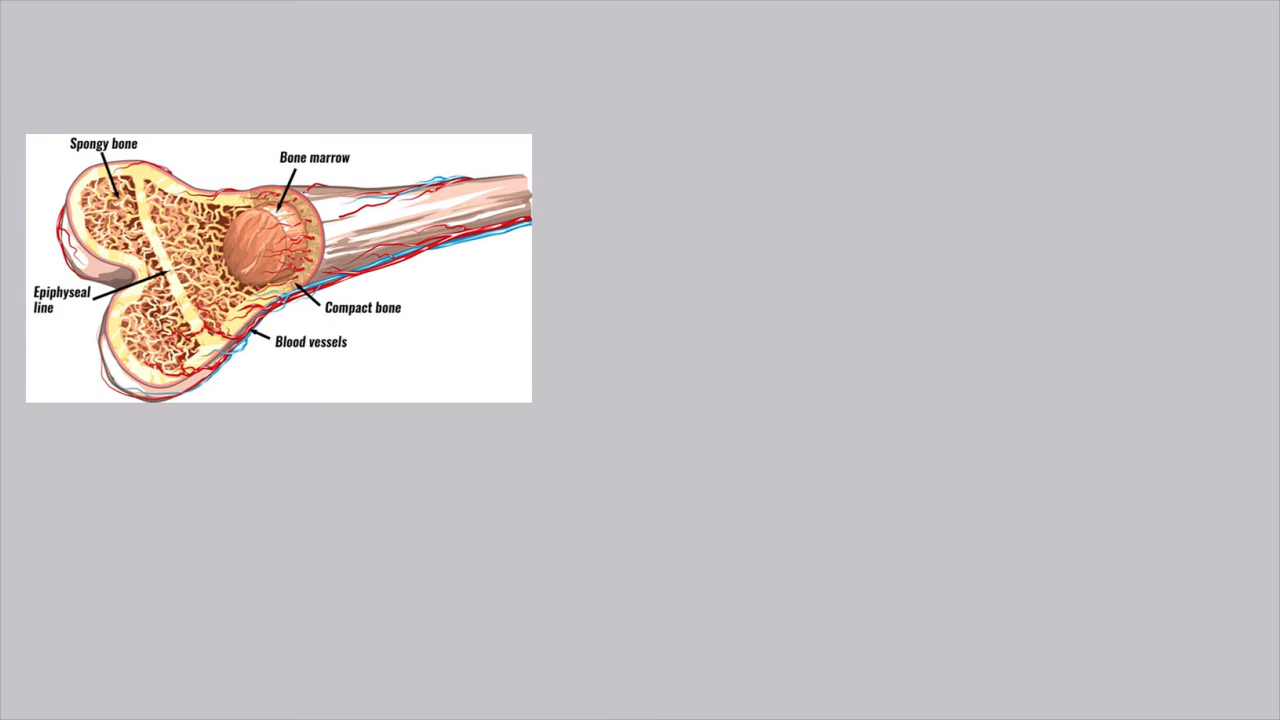 Spongy bone
Bone marrow
Epiphyseal
line
Compact bone
Blood vessels